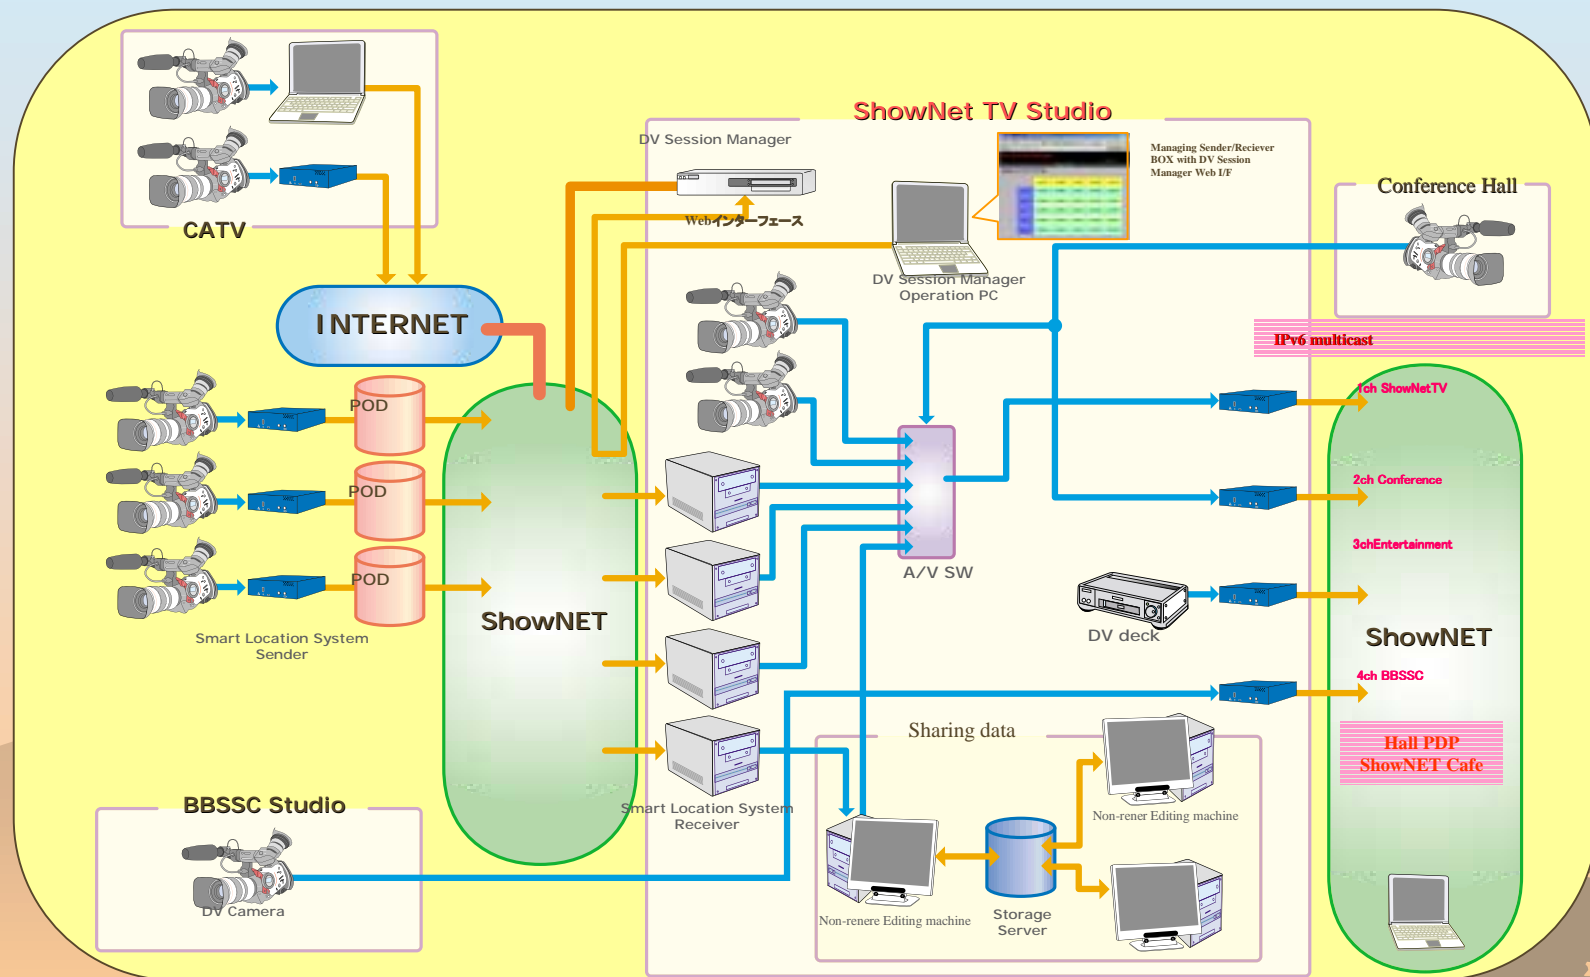 ShowNet TV Studio
DV Session Manager
Managing Sender/Reciever
BOX with DV Session
Manager Web I/F
Conference Hall
CATV
Webインターフェース
DV Session Manager
Operation PC
INTERNET
IPv6 multicast
1ch ShowNetTV
POD
POD
2ch Conference
3chEntertainment
POD
A/V SW
ShowNET
DV deck
ShowNET
Smart Location System
Sender
4ch BBSSC
Sharing data
Hall PDP
ShowNET Cafe
BBSSC Studio
Smart Location System
Receiver
Non-rener Editing machine
DV Camera
Non-renere Editing machine
Storage
Server